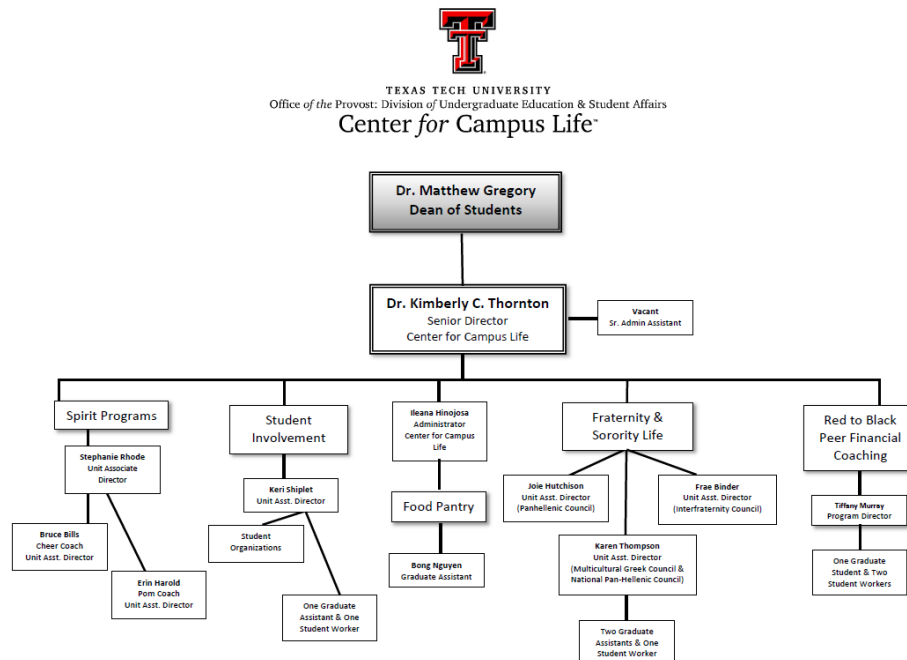 TEXAS TECH UNIVERSITY
Office of the Provost: Division of Undergraduate Education & Student Affairs
Center for Campus Life™
Dr. Matthew Gregory
Dean of Students
Dr. Kimberly C. Thornton
Senior Director
Center for Campus Life
Vacant
Sr. Admin Assistant
Spirit Programs
Stephanie Rhode
Unit Associate
Director
Bruce Bills
Cheer Coach
Unit Asst. Director
Erin Harold
Pom Coach
Unit Asst. Director
Student
Involvement
Keri Shiplet
Unit Asst. Director
Student
Organizations
One Graduate
Assistant & One
Student Worker
Ileana Hinojosa
Administrator
Center for Campus
Life
Food Pantry
Bong Nguyen
Graduate Assistant
Fraternity &
Sorority Life
Joie Hutchison
Unit Asst. Director
(Panhellenic Council)
Karen Thompson
Unit Asst. Director
(Multicultural Greek Council &
National Pan-Hellenic Council)
Two Graduate
Assistants & One
Student Worker
Frae Binder
Unit Asst. Director
(Interfraternity Council)
Red to Black
Peer Financial
Coaching
Tiffany Murray
Program Director
One Graduate
Student & Two
Student Workers